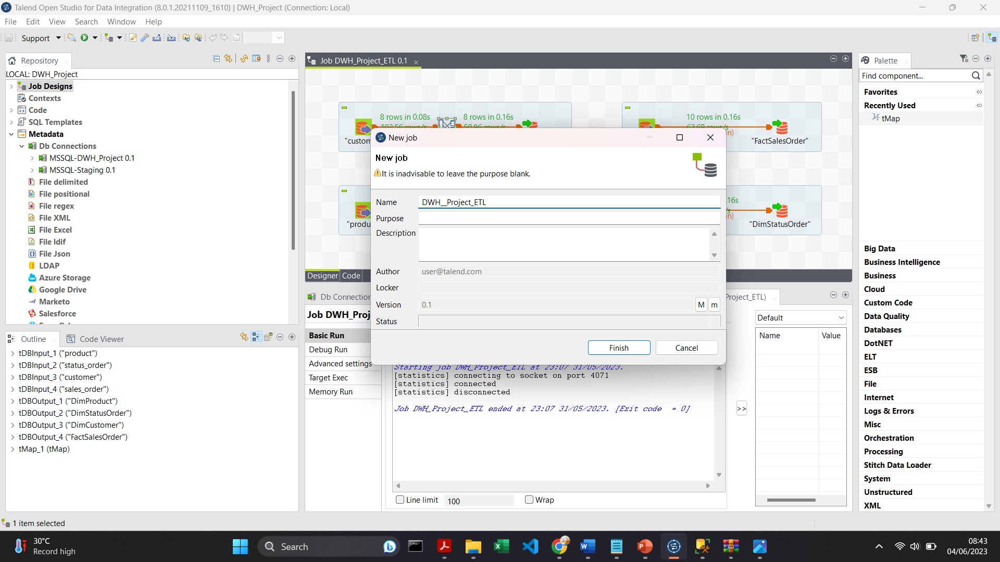 Talend Open Studio for Data Integration (8.0.1.20211109_1610) | DWH_Project (Connection: Local)
File Edit View Search Window Help
Support
Repository
LOCAL: DWH_Project
Job Designs
Contexts
Code
SQL Templates
Metadata
Db Connections
MSSQL-DWH_Project 0.1
MSSQL-Staging 0.1
File delimited
File positional
File regex
File XML
File Excel
File ldif
File Json
LDAP
Azure Storage
Google Drive
Marketo
Salesforce
Outline
Code Viewer
tDBInput_1 ("product")
tDBInput_2 ("status_order")
tDBInput_3 ("customer")
tDBInput_4 ("sales_order")
tDBOutput_1 ("DimProduct")
tDBOutput_2 ("DimStatusOrder")
tDBOutput_3 ("DimCustomer")
tDBOutput_4 ("FactSalesOrder")
tMap_1 (tMap)
1 item selected
Job DWH_Project_ETL 0.1
8 rows in 0.08s
8 rows in 0.16s
10 rows in 0.16s
"custom
"FactSalesOrder"
"produ
.16s
"DimStatusOrder"
Designer Code
New job
New job
It is inadvisable to leave the purpose blank.
Name DWH__Project_ETL
Purpose
Description
Author user@talend.com
Locker
Version 0.1 M m
Status
Finish Cancel
Db Connection
Project_ETL)
Job DWH_Proj
Basic Run
Debug Run
Advanced settings
Target Exec
Memory Run
Starting job DWH_Project_ETL at 23:07 31/05/2023.
[statistics] connecting to socket on port 4071
[statistics] connected
[statistics] disconnected
Job DWH_Project_ETL ended at 23:07 31/05/2023. [Exit code = 0]
Line limit 100 Wrap
>>
Default
Name Value
Palette
Find component...
Favorites
Recently Used
tMap
Big Data
Business Intelligence
Business
Cloud
Custom Code
Data Quality
Databases
DotNET
ELT
ESB
File
Internet
Logs & Errors
Misc
Orchestration
Processing
Stitch Data Loader
System
Unstructured
XML
30°C
Record high
Search
08:43
04/06/2023